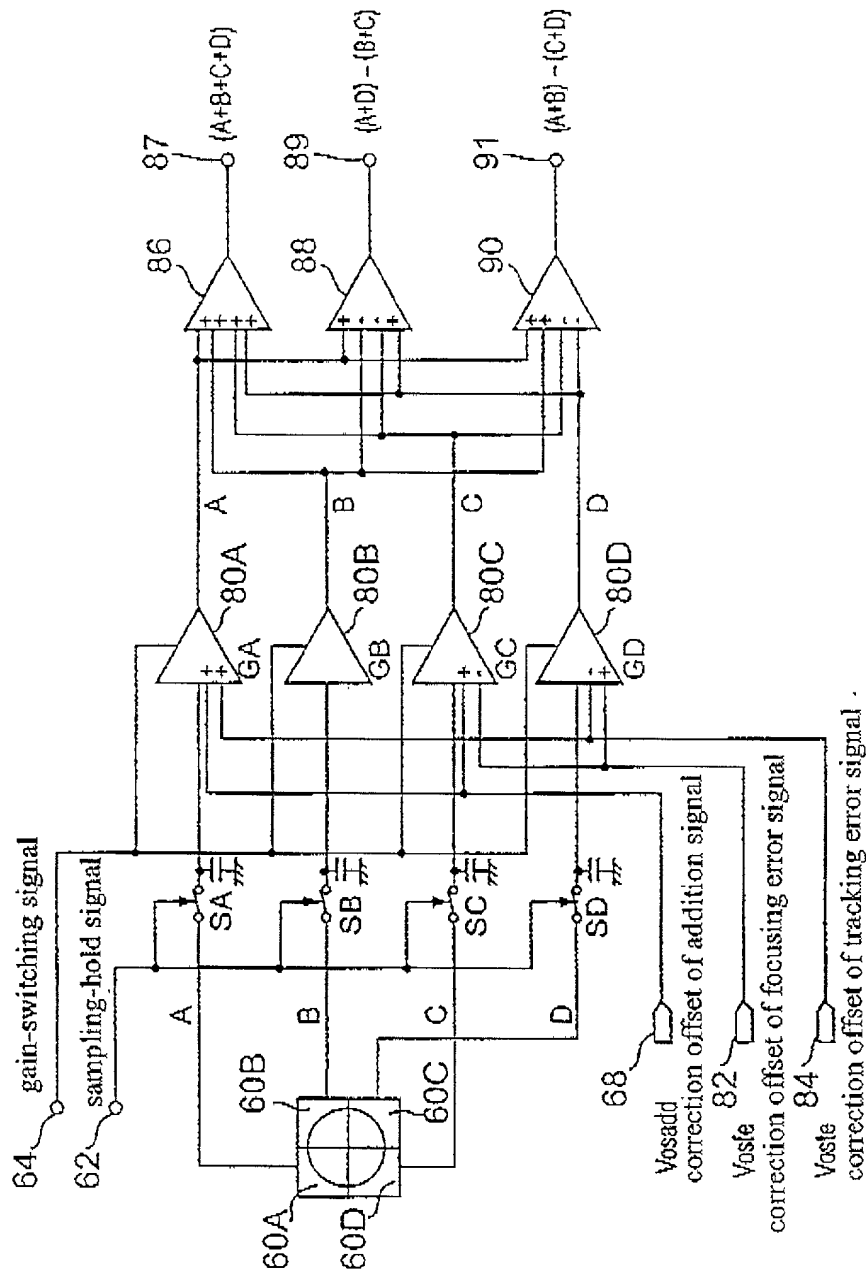 64
gain-switching signal
62
sampling-hold signal
60A
60B
60C
60D
A
B
C
D
SA
SB
SC
SD
68
Vosadd
correction offset of addition signal
82
Vosfe
correction offset of focusing error signal
84
Voste
correction offset of tracking error signal .
80A
GA
+
+
80B
GB
80C
GC
+
-
80D
GD
-
+
A
B
C
D
86
+
+
+
+
87
(A+B+C+D)
88
+
-
-
+
89
(A+D) – (B+C)
90
+
+
-
-
91
(A+B) – (C+D)